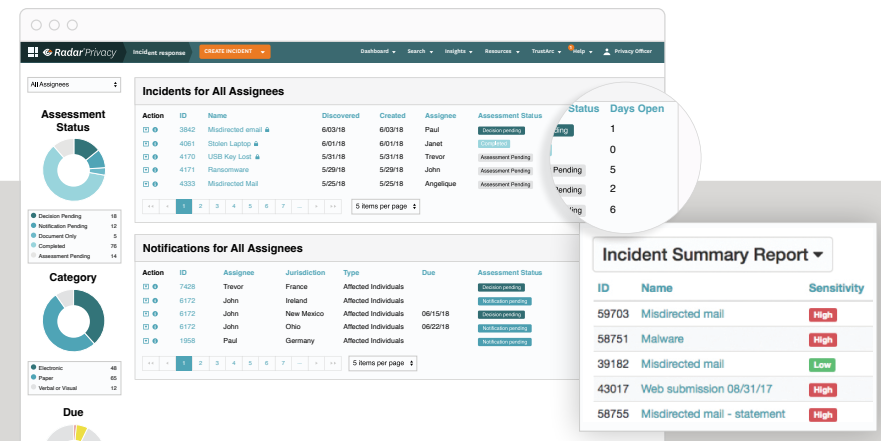 Radar Privacy Incident response CREATE INCIDENT Dashboard Search Insights Resources TrustArc Help Privacy Officer
All Assignees
Assessment Status
Decision Pending 18
Notification Pending 12
Document Only 5
Completed 76
Assessment Pending 14
Category
Electronic 48
Paper 65
Verbal or Visual 12
Due
Incidents for All Assignees
Action ID Name Discovered Created Assignee Assessment Status
3842 Misdirected email 6/03/18 6/03/18 Paul Decision pending
4061 Stolen Laptop 6/01/18 6/01/18 Janet Completed
4170 USB Key Lost 5/31/18 5/31/18 Trevor Assessment Pending
4171 Ransomware 5/29/18 5/29/18 John Assessment Pending
4333 Misdirected Mail 5/25/18 5/25/18 Angelique Assessment Pending
‹‹ ‹ 1 2 3 4 5 6 7 ... › ›› 5 items per page
Status Days Open
ding 1
0
Pending 5
Pending 2
ding 6
Notifications for All Assignees
Action ID Assignee Jurisdiction Type Due Assessment Status
7428 Trevor France Affected Individuals Decision pending
6172 John Ireland Affected Individuals Notification pending
6172 John New Mexico Affected Individuals 06/15/18 Decision pending
6172 John Ohio Affected Individuals 06/22/18 Notification pending
1958 Paul Germany Affected Individuals Notification pending
‹‹ ‹ 1 2 3 4 5 6 7 ... › ›› 5 items per page
Incident Summary Report
ID Name Sensitivity
59703 Misdirected mail High
58751 Malware High
39182 Misdirected mail Low
43017 Web submission 08/31/17 High
58755 Misdirected mail - statement High